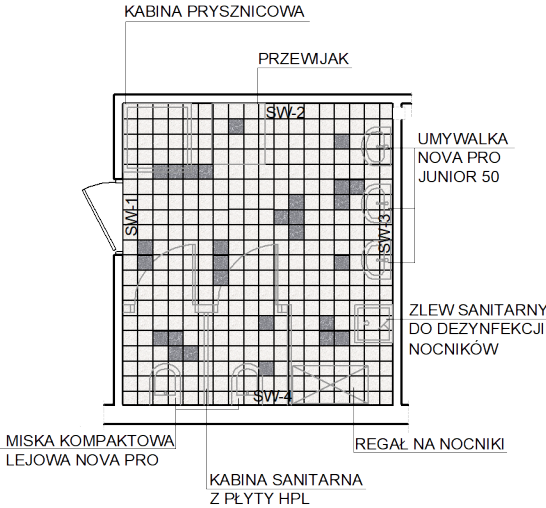 KABINA PRYSZNICOWA
PRZEWIJAK
SW-2
UMYWALKA
NOVA PRO
JUNIOR 50
SW-1
SW-3
ZLEW SANITARNY
DO DEZYNFEKCJI
NOCNIKÓW
SW-4
MISKA KOMPAKTOWA
LEJOWA NOVA PRO
REGAŁ NA NOCNIKI
KABINA SANITARNA
Z PŁYTY HPL